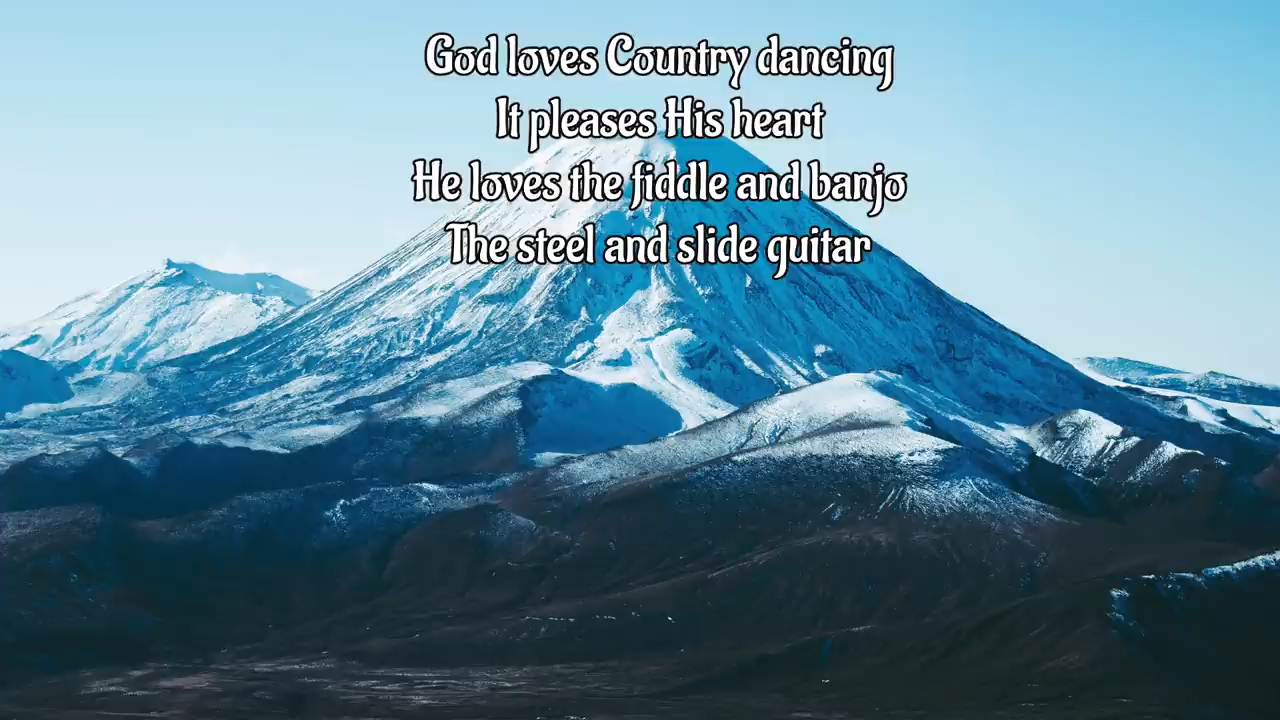 God loves Country dancing
It pleases His heart
He loves the fiddle and banjo
The steel and slide guitar